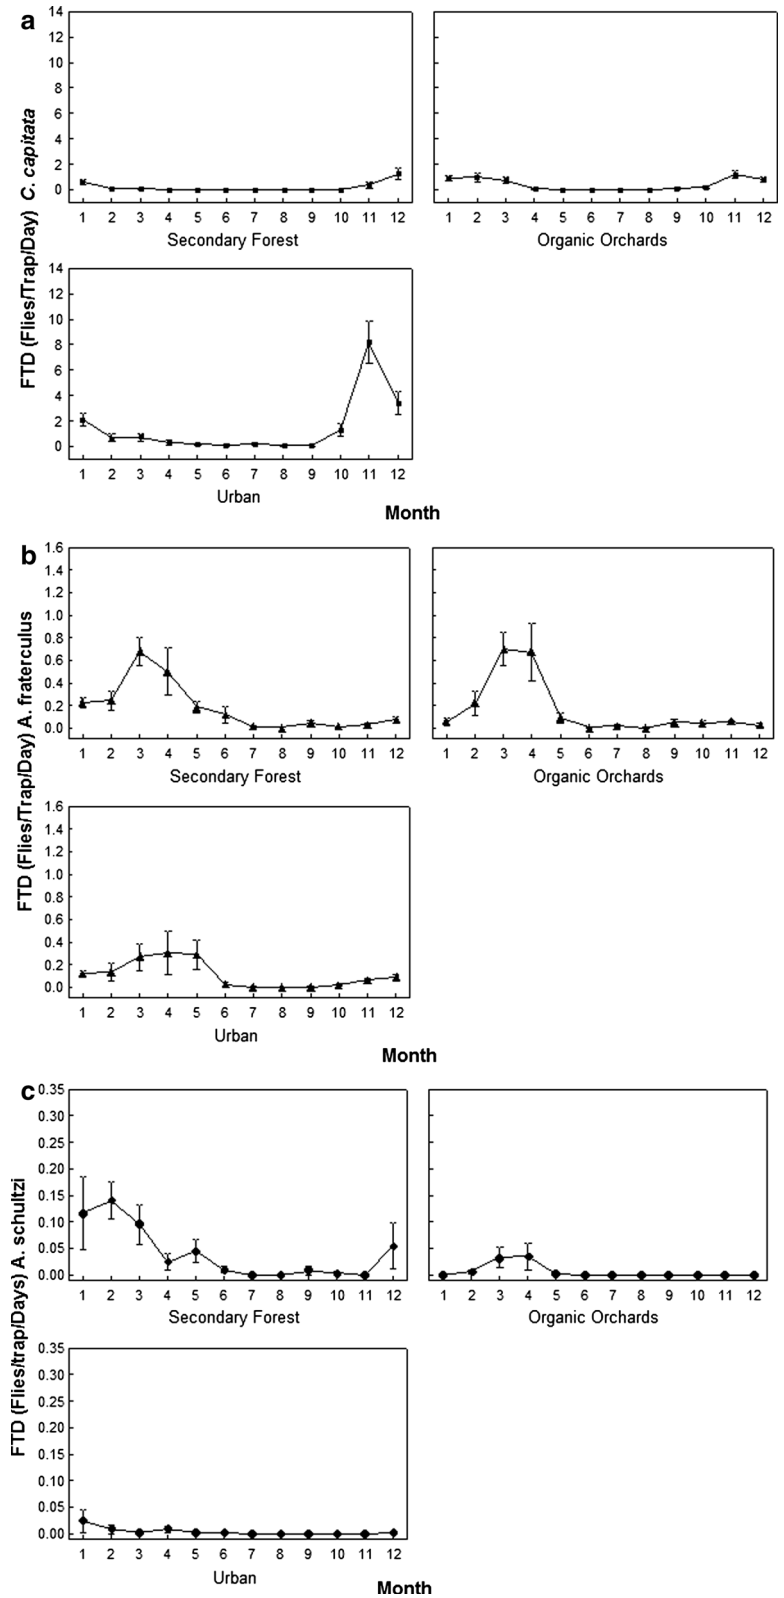 a
FTD (Flies/Trap/Day) C. capitata
14
12
10
8
6
4
2
0
1 2 3 4 5 6 7 8 9 10 11 12
Secondary Forest
1 2 3 4 5 6 7 8 9 10 11 12
Organic Orchards
14
12
10
8
6
4
2
0
1 2 3 4 5 6 7 8 9 10 11 12
Urban
Month
b
FTD (Flies/Trap/Day) A. fraterculus
1.6
1.4
1.2
1.0
0.8
0.6
0.4
0.2
0.0
1 2 3 4 5 6 7 8 9 10 11 12
Secondary Forest
1 2 3 4 5 6 7 8 9 10 11 12
Organic Orchards
1.6
1.4
1.2
1.0
0.8
0.6
0.4
0.2
0.0
1 2 3 4 5 6 7 8 9 10 11 12
Urban
Month
c
FTD (Flies/trap/Days) A. schultzi
0.35
0.30
0.25
0.20
0.15
0.10
0.05
0.00
1 2 3 4 5 6 7 8 9 10 11 12
Secondary Forest
1 2 3 4 5 6 7 8 9 10 11 12
Organic Orchards
0.35
0.30
0.25
0.20
0.15
0.10
0.05
0.00
1 2 3 4 5 6 7 8 9 10 11 12
Urban
Month